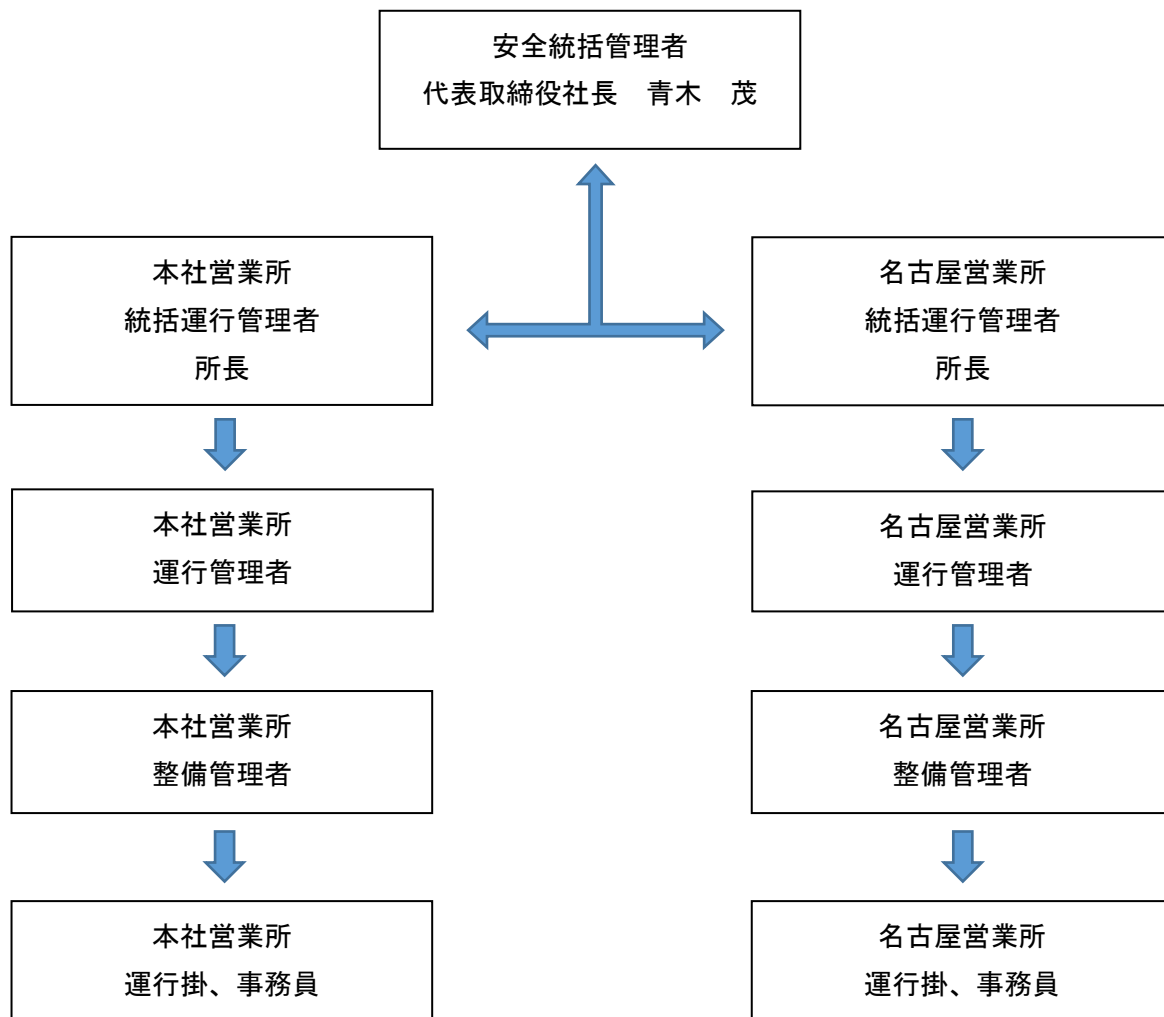 安全統括管理者
代表取締役社長　青木　茂
本社営業所
統括運行管理者
所長
名古屋営業所
統括運行管理者
所長
本社営業所
運行管理者
名古屋営業所
運行管理者
本社営業所
整備管理者
名古屋営業所
整備管理者
本社営業所
運行掛、事務員
名古屋営業所
運行掛、事務員